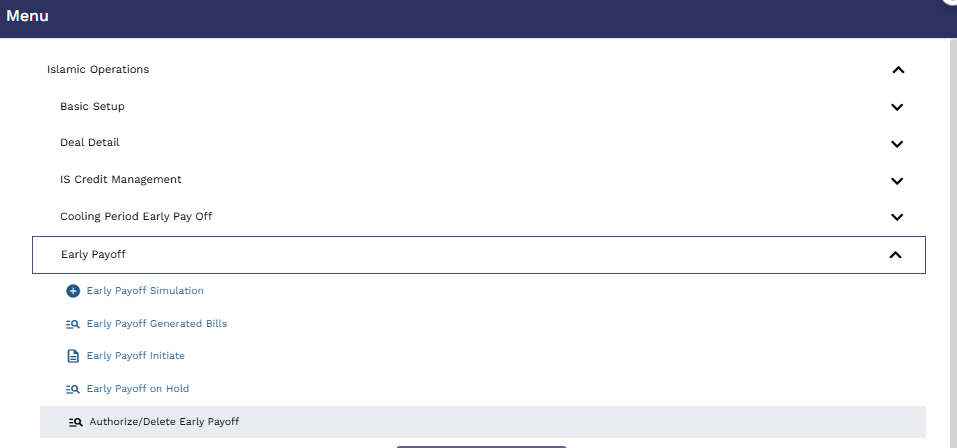 Menu
Islamic Operations
Basic Setup
Deal Detail
IS Credit Management
Cooling Period Early Pay Off
Early Payoff
Early Payoff Simulation
Early Payoff Generated Bills
Early Payoff Initiate
Early Payoff on Hold
Authorize/Delete Early Payoff